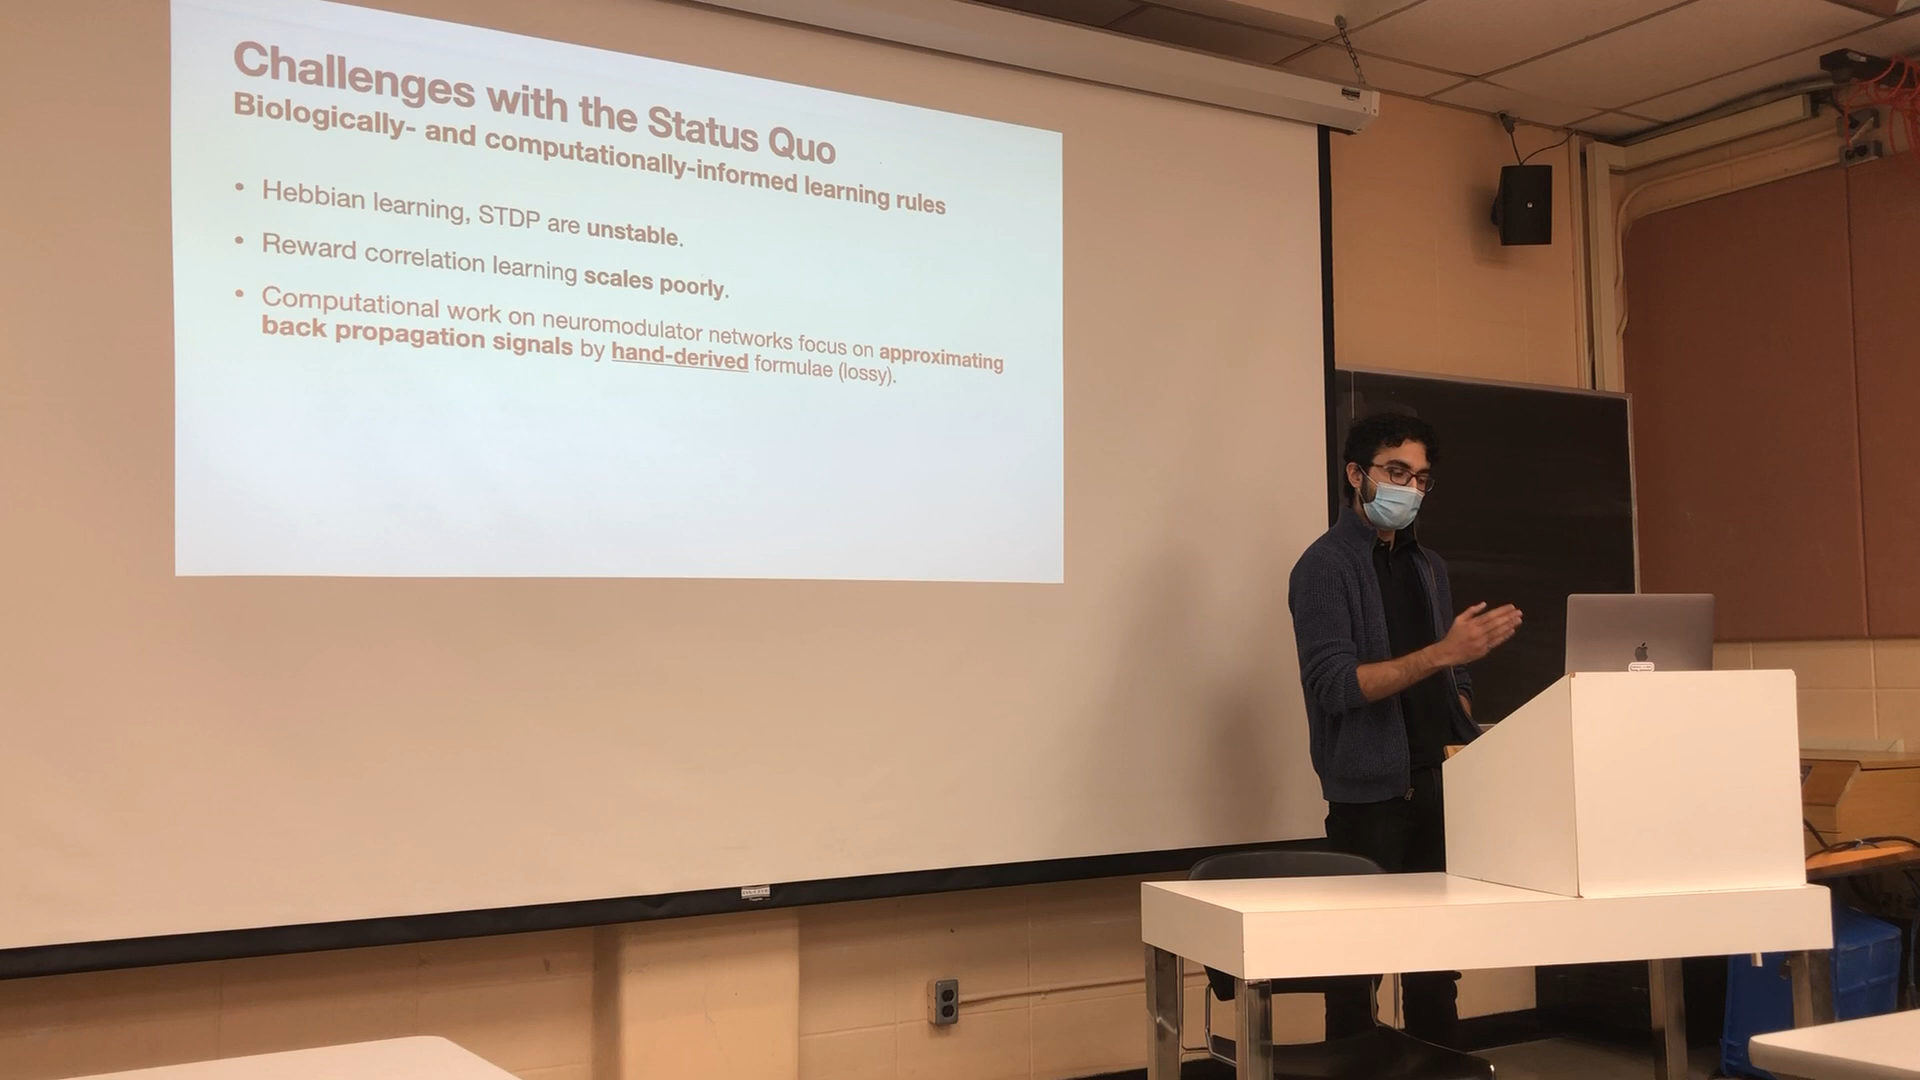 Challenges with the Status Quo
Biologically- and computationally-informed learning rules
• Hebbian learning, STDP are unstable.
• Reward correlation learning scales poorly.
• Computational work on neuromodulator networks focus on approximating
back propagation signals by hand-derived formulae (lossy).